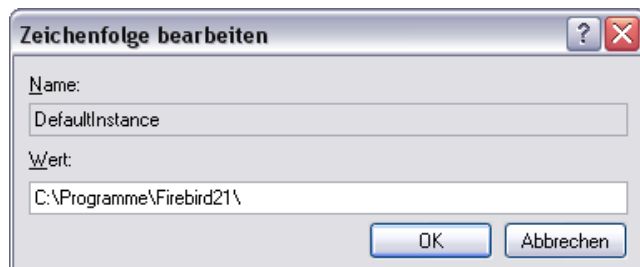 Zeichenfolge bearbeiten
Name:
DefaultInstance
Wert:
C:\Programme\Firebird21\
OK Abbrechen